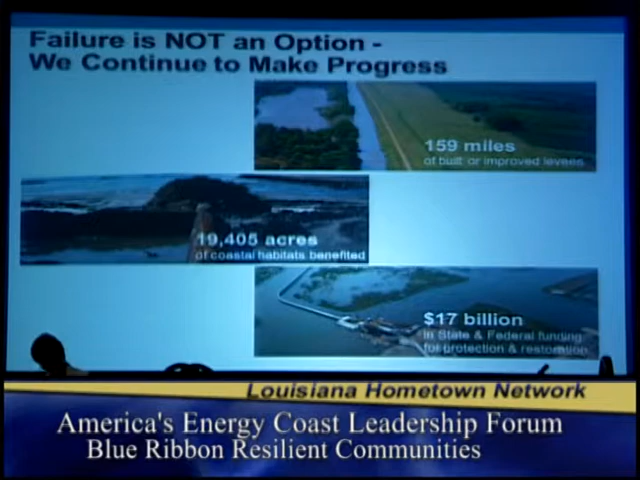 Failure is NOT an Option -
We Continue to Make Progress
159 miles
of built or improved levees
19,405 acres
of coastal habitats benefited
$17 billion
in State & Federal funding
for protection & restoration
Louisiana Hometown Network
America's Energy Coast Leadership Forum
Blue Ribbon Resilient Communities